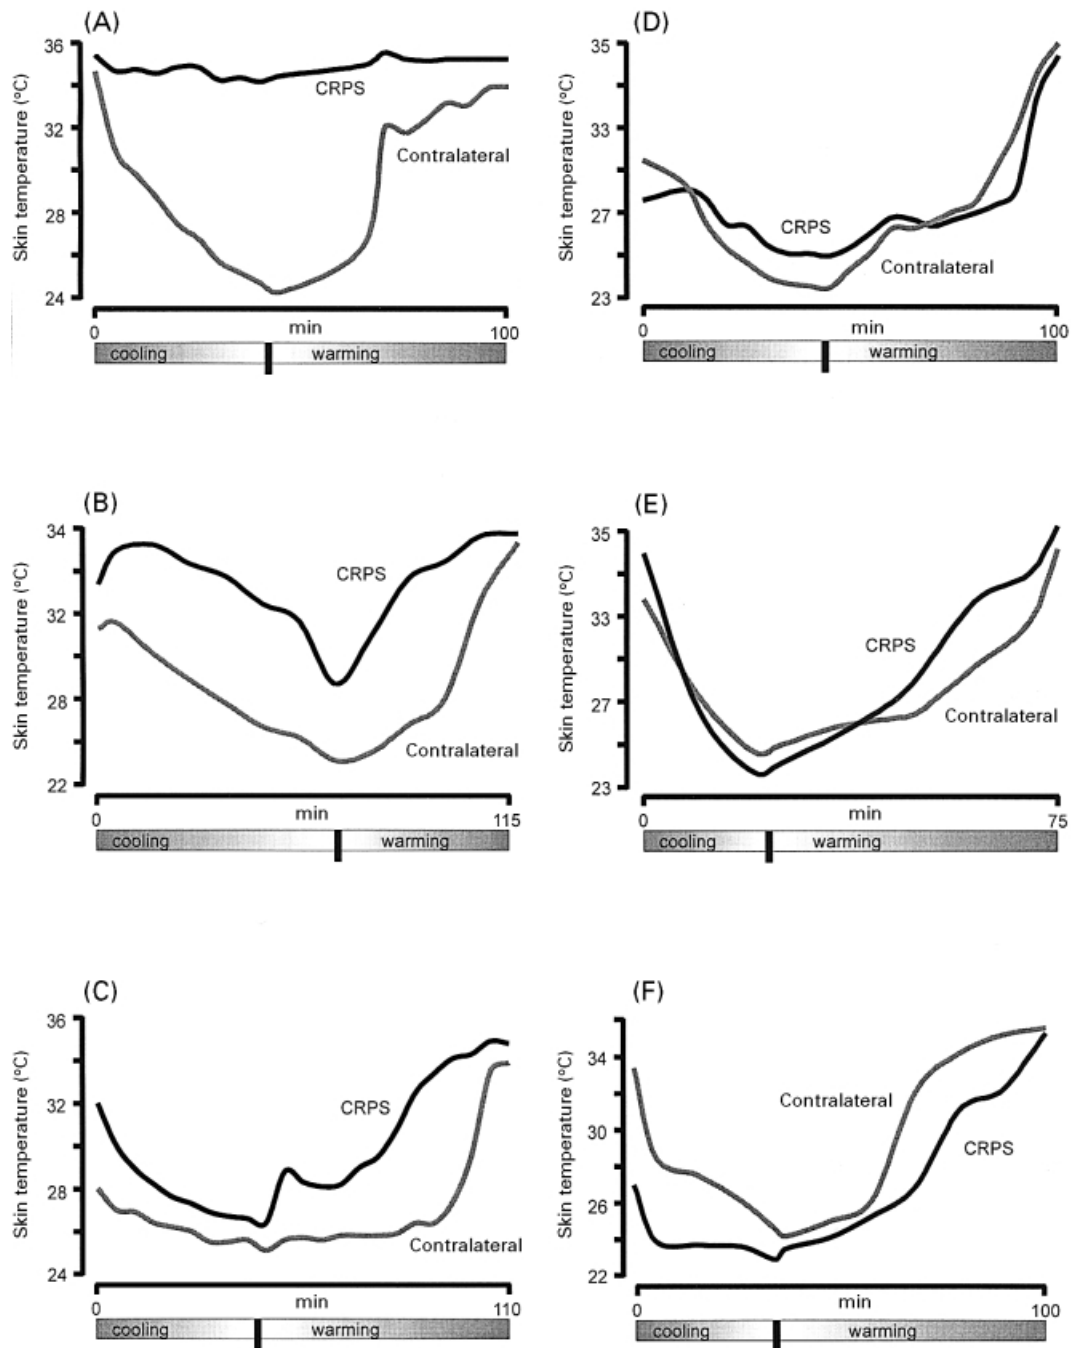 (A)
36
32
28
24
Skin temperature (°C)
CRPS
Contralateral
0
min
100
cooling
warming
(D)
35
33
27
23
Skin temperature (°C)
CRPS
Contralateral
0
min
100
cooling
warming
(B)
34
32
28
22
Skin temperature (°C)
CRPS
Contralateral
0
min
115
cooling
warming
(E)
35
33
27
23
Skin temperature (°C)
CRPS
Contralateral
0
min
75
cooling
warming
(C)
36
32
28
24
Skin temperature (°C)
CRPS
Contralateral
0
min
110
cooling
warming
(F)
34
30
26
22
Skin temperature (°C)
Contralateral
CRPS
0
min
100
cooling
warming